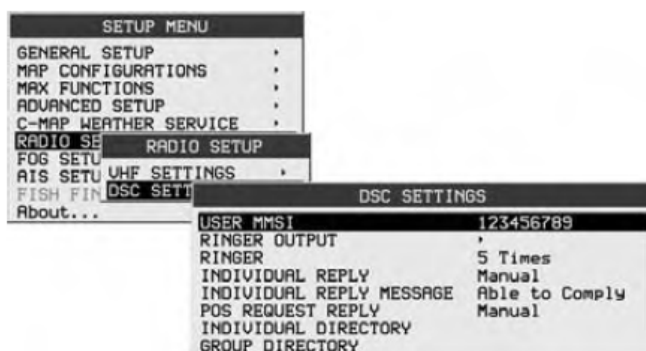 SETUP MENU
GENERAL SETUP
MAP CONFIGURATIONS
MAX FUNCTIONS
ADVANCED SETUP
C-MAP WEATHER SERVICE
RADIO SE
FOG SETU
AIS SETU
FISH FIN
About...
RADIO SETUP
VHF SETTINGS
DSC SETT
DSC SETTINGS
USER MMSI 123456789
RINGER OUTPUT
RINGER 5 Times
INDIVIDUAL REPLY Manual
INDIVIDUAL REPLY MESSAGE Able to Comply
POS REQUEST REPLY Manual
INDIVIDUAL DIRECTORY
GROUP DIRECTORY